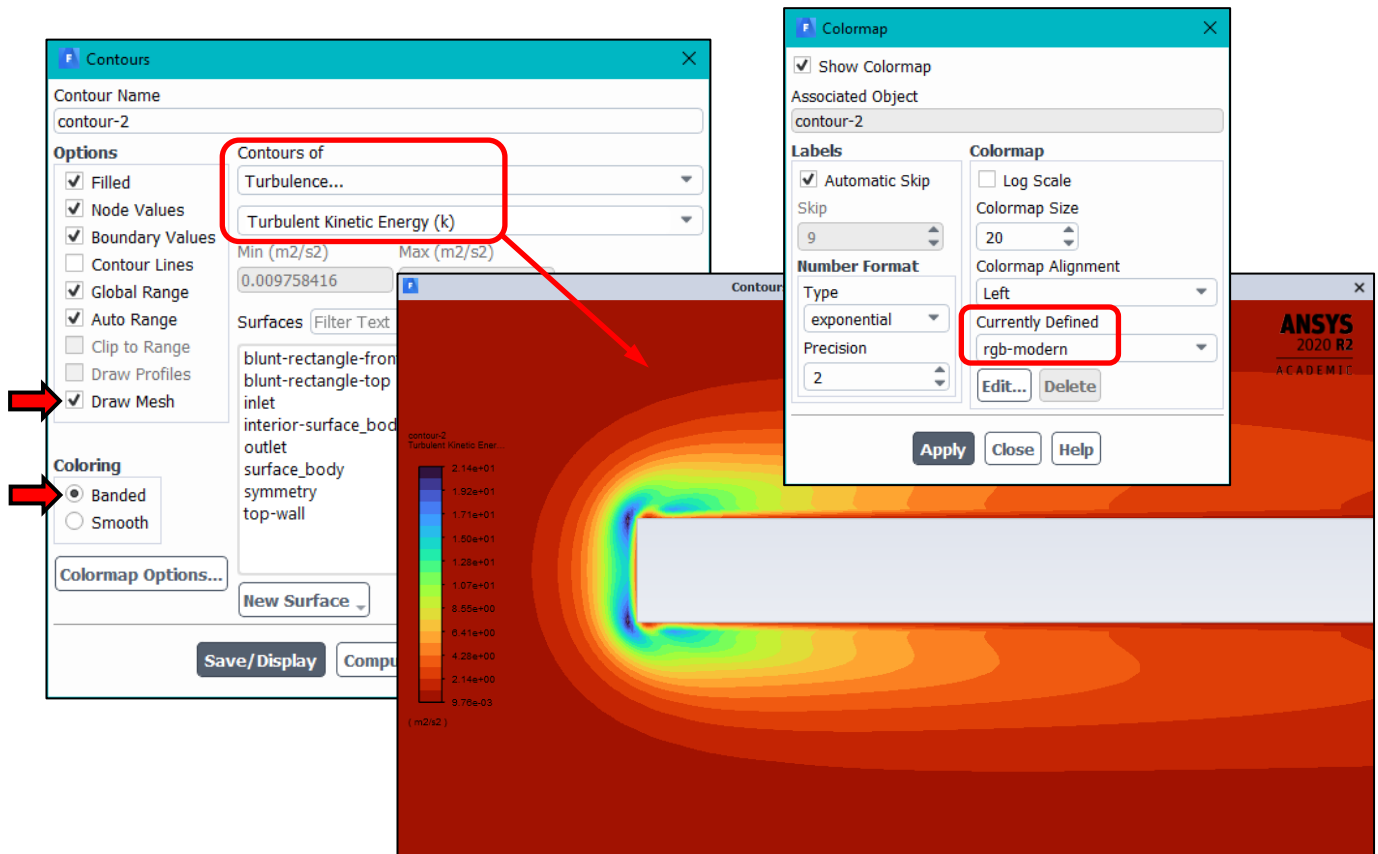 Contours
Contour Name
contour-2
Options
Filled
Node Values
Boundary Values
Contour Lines
Global Range
Auto Range
Clip to Range
Draw Profiles
Draw Mesh
Coloring
Banded
Smooth
Colormap Options...
Contours of
Turbulence...
Turbulent Kinetic Energy (k)
Min (m2/s2) Max (m2/s2)
0.009758416
Surfaces Filter Text
blunt-rectangle-fron
blunt-rectangle-top
inlet
interior-surface_bod
outlet
surface_body
symmetry
top-wall
New Surface
Save/Display Compu
Colormap
Show Colormap
Associated Object
contour-2
Labels
Automatic Skip
Skip
9
Number Format
Type
exponential
Precision
2
Colormap
Log Scale
Colormap Size
20
Colormap Alignment
Left
Currently Defined
rgb-modern
Edit... Delete
Apply Close Help
Contour
ANSYS
2020 R2
ACADEMIC
contour-2
Turbulent Kinetic Ener...
2.14e+01
1.92e+01
1.71e+01
1.50e+01
1.28e+01
1.07e+01
8.55e+00
6.41e+00
4.28e+00
2.14e+00
9.76e-03
( m2/s2 )